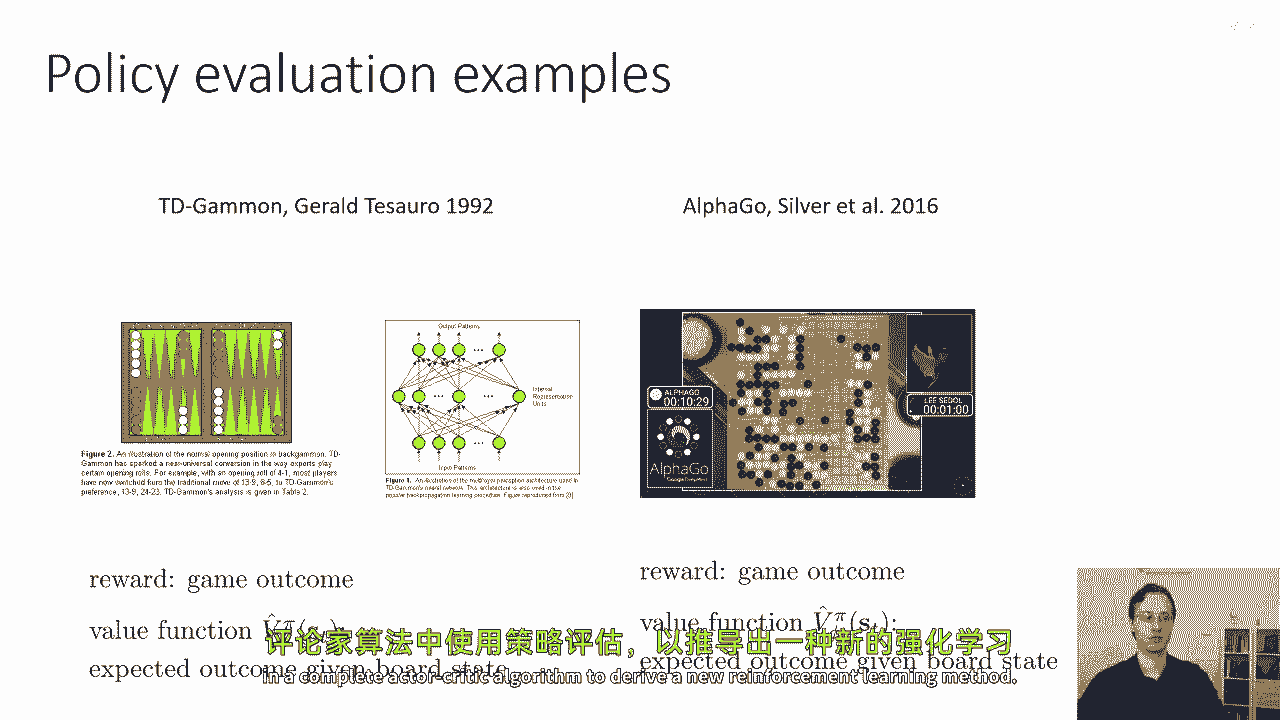 Policy evaluation examples
TD-Gammon, Gerald Tesauro 1992
AlphaGo, Silver et al. 2016
Figure 2. An illustration of the normal opening position in backgammon. TD-
Gammon has sparked a near-universal conversion in the way experts play
certain opening rolls. For example, with an opening roll of 4-1, most players
have now switched from the traditional move of 13-9, 6-5, to TD-Gammon's
preference, 13-9, 24-23. TD-Gammon's analysis is given in Table 2.
Output Patterns
Internal
Representation
Units
Input Patterns
Figure 1. An illustration of the multilayer perception architecture used in
TD-Gammon's neural network. This architecture is also used in the
popular backpropagation learning procedure. Figure reproduced from [9].
ALPHAGO
00:10:29
LEE SEDOL
00:01:00
AlphaGo
Google DeepMind
reward: game outcome
value function V̂^π(s_t):
expected outcome given board state
reward: game outcome
value function V̂^π(s_t):
expected outcome given board state
评论家算法中使用策略评估，以推导出一种新的强化学习
in a complete actor-critic algorithm to derive a new reinforcement learning method.